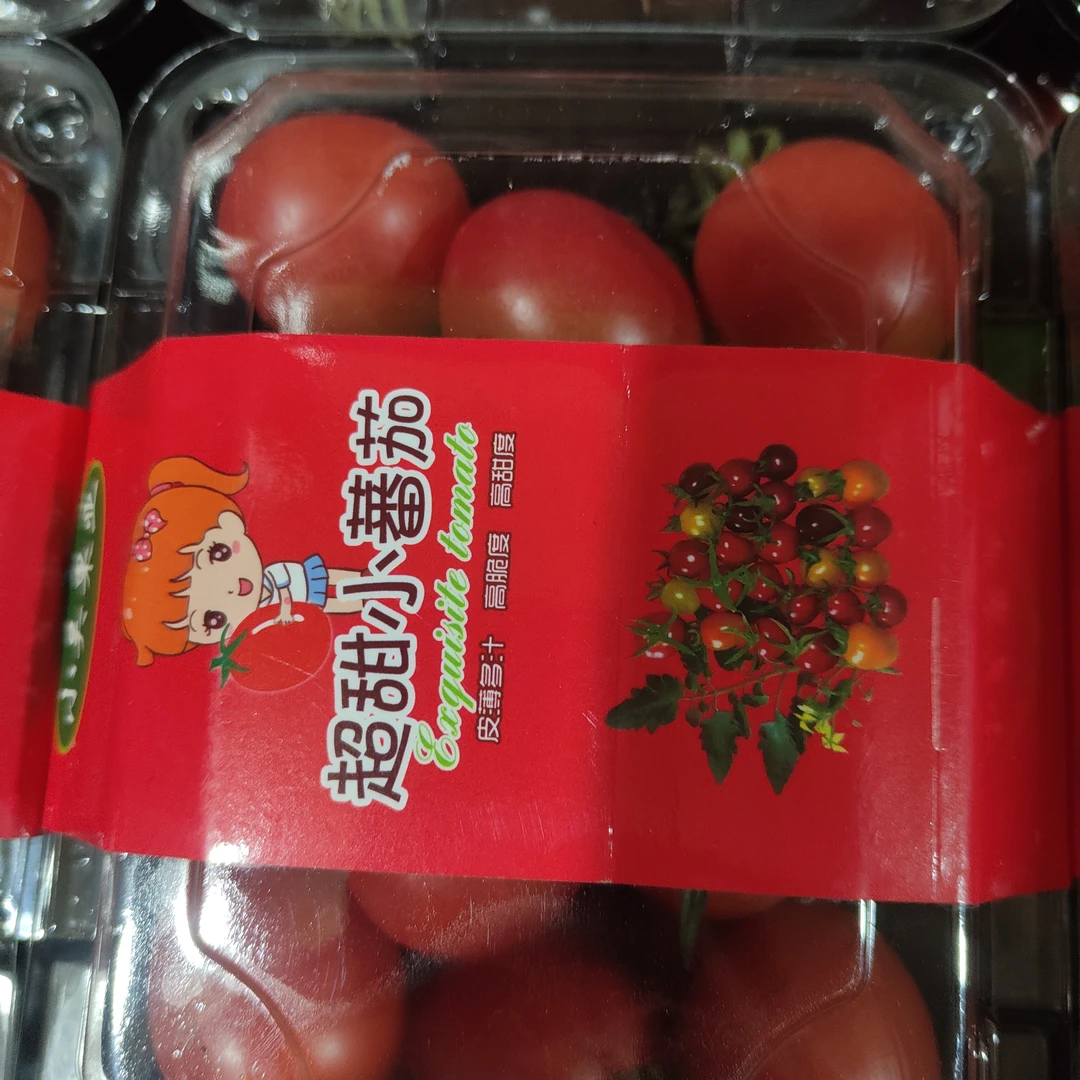 超甜小蕃茄
Exquisite tomato
皮薄多汁 高脆度 高甜度